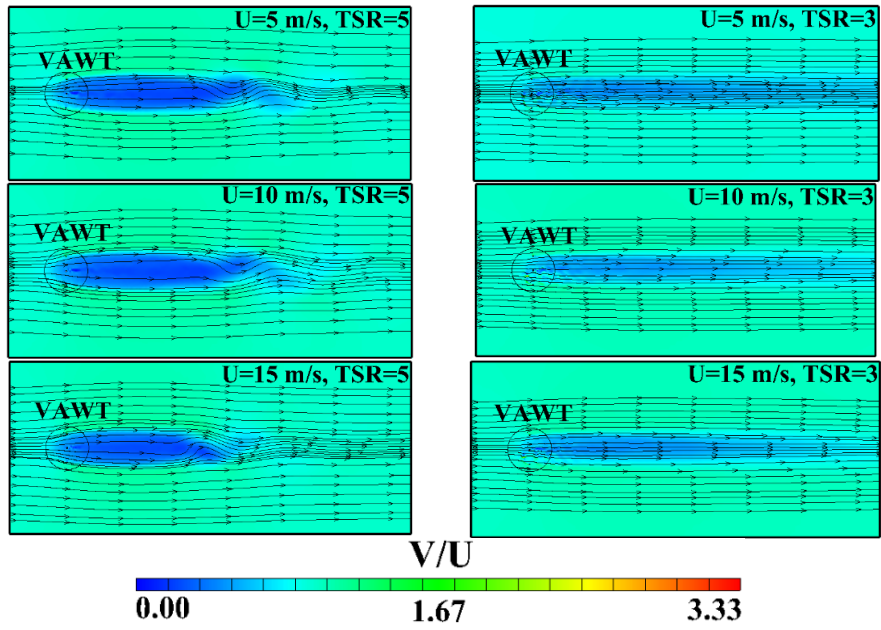 U=5 m/s, TSR=5
VAWT
U=5 m/s, TSR=3
VAWT
U=10 m/s, TSR=5
VAWT
U=10 m/s, TSR=3
VAWT
U=15 m/s, TSR=5
VAWT
U=15 m/s, TSR=3
VAWT
V/U
0.00 1.67 3.33